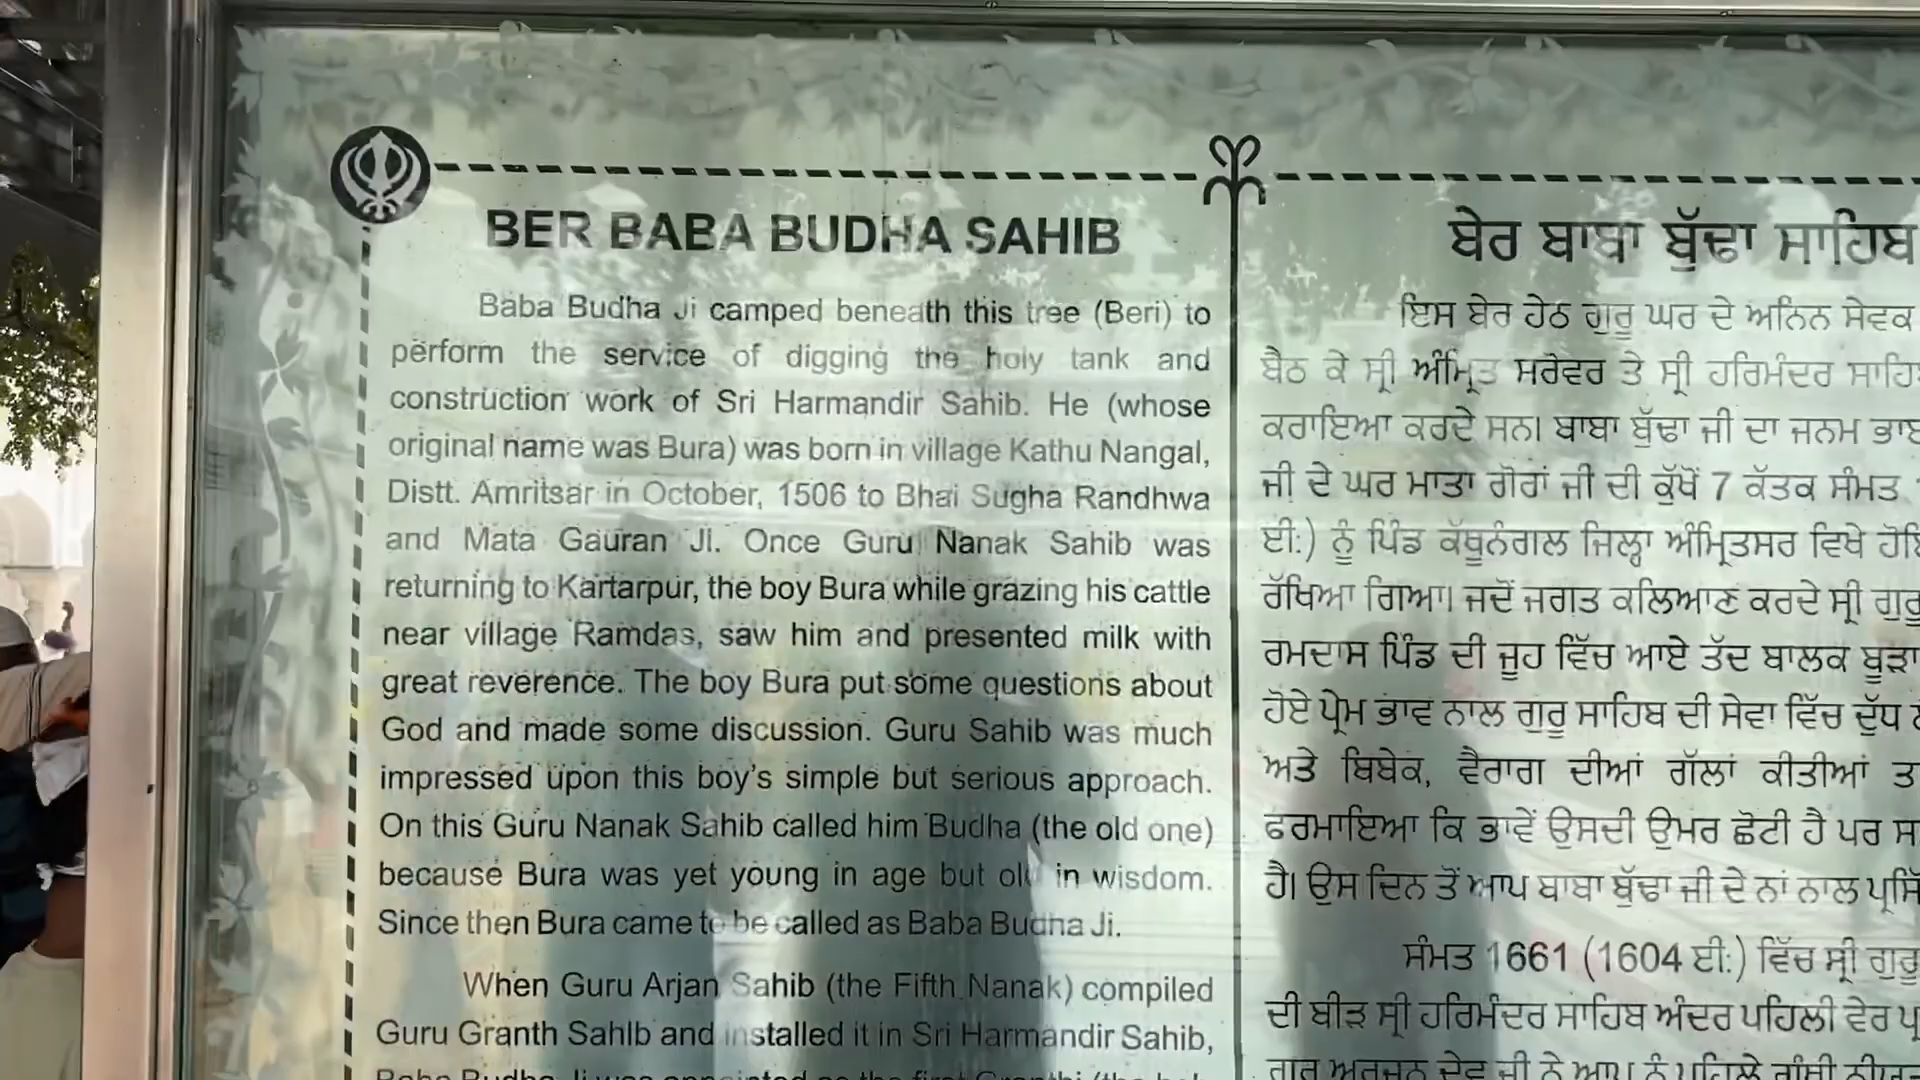 BER BABA BUDHA SAHIB
Baba Budha Ji camped beneath this tree (Beri) to
perform the service of digging the holy tank and
construction work of Sri Harmandir Sahib. He (whose
original name was Bura) was born in village Kathu Nangal,
Distt. Amritsar in October, 1506 to Bhai Sugha Randhwa
and Mata Gauran Ji. Once Guru Nanak Sahib was
returning to Kartarpur, the boy Bura while grazing his cattle
near village Ramdas, saw him and presented milk with
great reverence. The boy Bura put some questions about
God and made some discussion. Guru Sahib was much
impressed upon this boy's simple but serious approach.
On this Guru Nanak Sahib called him Budha (the old one)
because Bura was yet young in age but old in wisdom.
Since then Bura came to be called as Baba Budha Ji.
When Guru Arjan Sahib (the Fifth Nanak) compiled
Guru Granth Sahib and installed it in Sri Harmandir Sahib,
ਬੇਰ ਬਾਬਾ ਬੁੱਢਾ ਸਾਹਿਬ
ਇਸ ਬੇਰ ਹੇਠ ਗੁਰੂ ਘਰ ਦੇ ਅਨਿਨ ਸੇਵਕ
ਬੈਠ ਕੇ ਸ੍ਰੀ ਅੰਮ੍ਰਿਤ ਸਰੋਵਰ ਤੇ ਸ੍ਰੀ ਹਰਿਮੰਦਰ
ਕਰਾਇਆ ਕਰਦੇ ਸਨ। ਬਾਬਾ ਬੁੱਢਾ ਜੀ ਦਾ ਜਨਮ
ਜੀ ਦੇ ਘਰ ਮਾਤਾ ਗੋਰਾਂ ਜੀ ਦੀ ਕੁੱਖੋਂ 7 ਕੱਤਕ ਸੰਮਤ
ਈ:) ਨੂੰ ਪਿੰਡ ਕੱਥੂਨੰਗਲ ਜਿਲ੍ਹਾ ਅੰਮ੍ਰਿਤਸਰ ਵਿਖੇ
ਰੱਖਿਆ ਗਿਆ। ਜਦੋਂ ਜਗਤ ਕਲਿਆਣ ਕਰਦੇ ਸ੍ਰੀ ਗੁਰੂ
ਰਮਦਾਸ ਪਿੰਡ ਦੀ ਜੂਹ ਵਿੱਚ ਆਏ ਤੱਦ ਬਾਲਕ ਬੂੜਾ
ਹੋਏ ਪ੍ਰੇਮ ਭਾਵ ਨਾਲ ਗੁਰੂ ਸਾਹਿਬ ਦੀ ਸੇਵਾ ਵਿੱਚ ਦੁੱਧ
ਅਤੇ ਬਿਬੇਕ, ਵੈਰਾਗ ਦੀਆਂ ਗੱਲਾਂ ਕੀਤੀਆਂ
ਫਰਮਾਇਆ ਕਿ ਭਾਵੇਂ ਉਸਦੀ ਉਮਰ ਛੋਟੀ ਹੈ ਪਰ
ਹੈ। ਉਸ ਦਿਨ ਤੋਂ ਆਪ ਬਾਬਾ ਬੁੱਢਾ ਜੀ ਦੇ ਨਾਂ ਨਾਲ
ਸੰਮਤ 1661 (1604 ਈ:) ਵਿੱਚ ਸ੍ਰੀ ਗੁਰੂ
ਦੀ ਬੀੜ ਸ੍ਰੀ ਹਰਿਮੰਦਰ ਸਾਹਿਬ ਅੰਦਰ ਪਹਿਲੀ ਵੇਰ